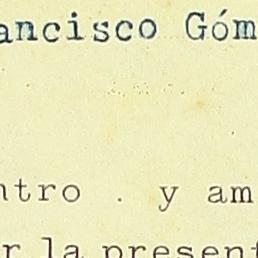 ancisco Góm
ntro . y am
r la present